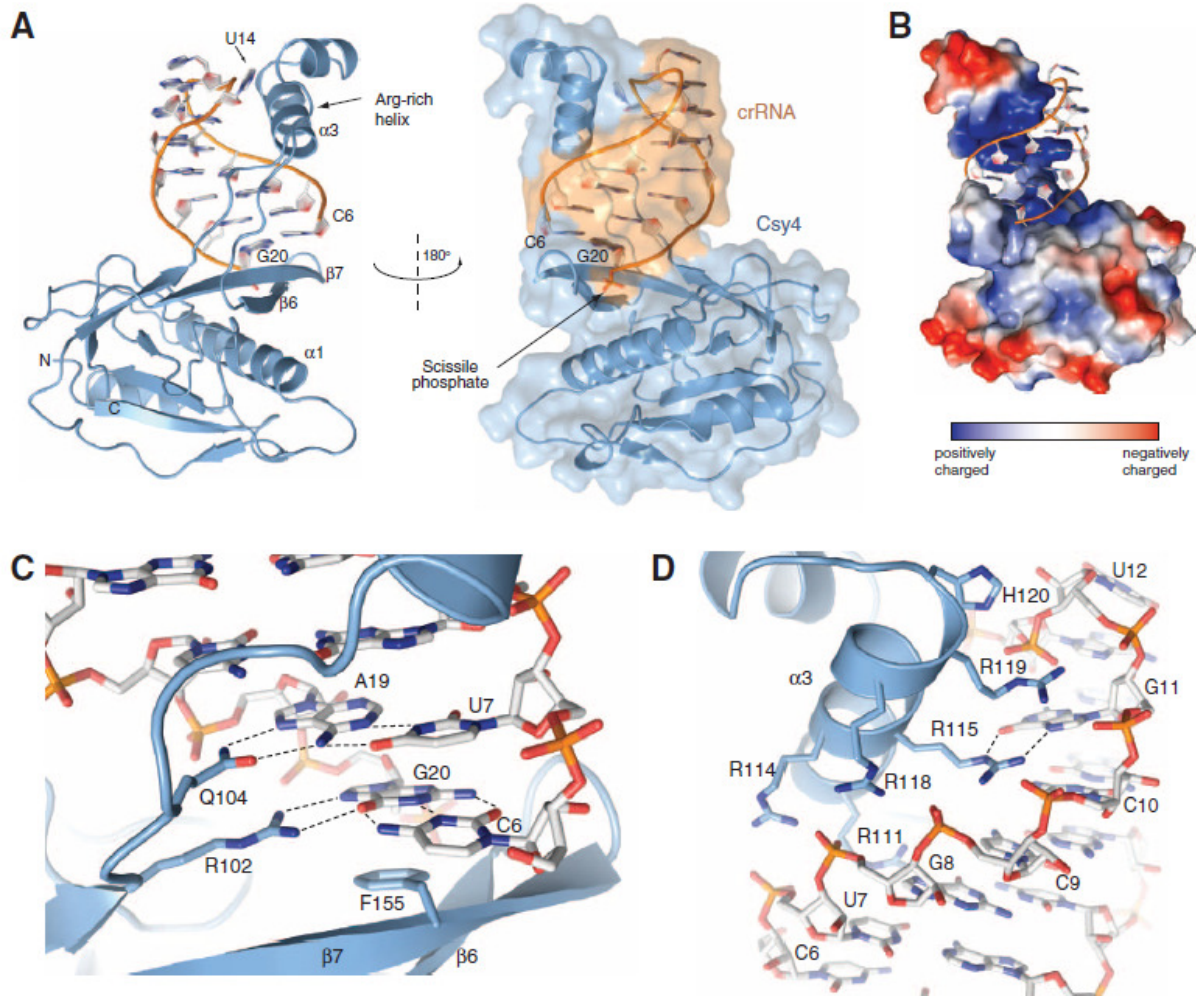 A
U14
Arg-rich
helix
α3
C6
G20
β7
β6
α1
N
C
180°
crRNA
Csy4
C6
G20
Scissile
phosphate
B
positively
charged
negatively
charged
C
A19
U7
Q104
G20
C6
R102
F155
β7
β6
D
U12
H120
R119
α3
G11
R115
R114
R118
C10
R111
G8
C9
U7
C6